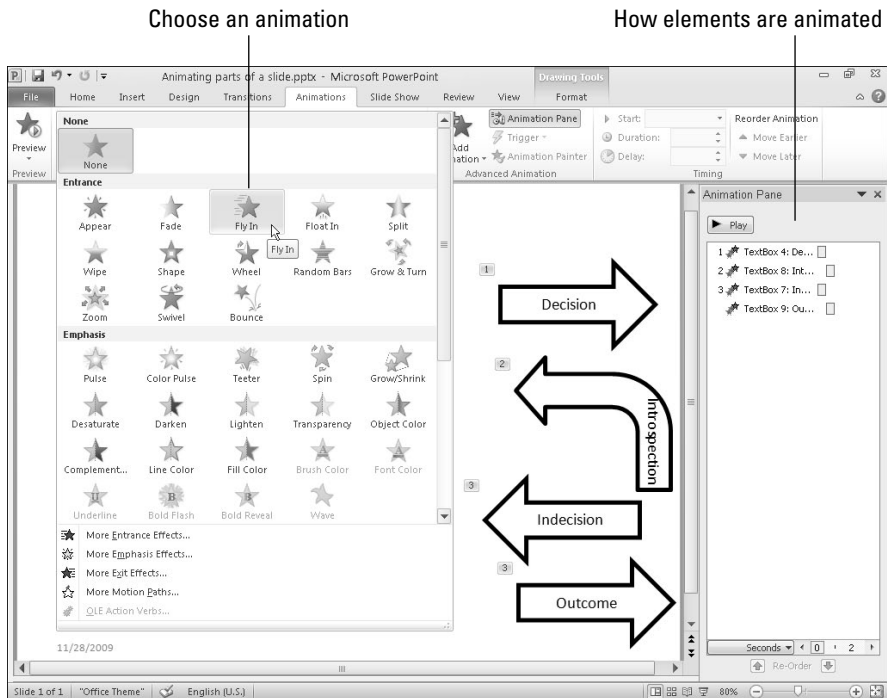 Choose an animation
How elements are animated
Animating parts of a slide.pptx - Microsoft PowerPoint
Drawing Tools
File Home Insert Design Transitions Animations Slide Show Review View Format
Preview
Preview
None
None
Entrance
Appear Fade Fly In Float In Split
Fly In
Wipe Shape Wheel Random Bars Grow & Turn
Zoom Swivel Bounce
Emphasis
Pulse Color Pulse Teeter Spin Grow/Shrink
Desaturate Darken Lighten Transparency Object Color
Complement... Line Color Fill Color Brush Color Font Color
Underline Bold Flash Bold Reveal Wave
More Entrance Effects...
More Emphasis Effects...
More Exit Effects...
More Motion Paths...
OLE Action Verbs...
Add
mation
Animation Pane
Trigger
Animation Painter
Advanced Animation
Start:
Duration:
Delay:
Reorder Animation
Move Earlier
Move Later
Timing
1
Decision
2
Introspection
3
Indecision
3
Outcome
11/28/2009
Animation Pane
Play
1 TextBox 4: De...
2 TextBox 8: Int...
3 TextBox 7: In...
TextBox 9: Ou...
Seconds 0 2
Re-Order
Slide 1 of 1 "Office Theme" English (U.S.) 80%